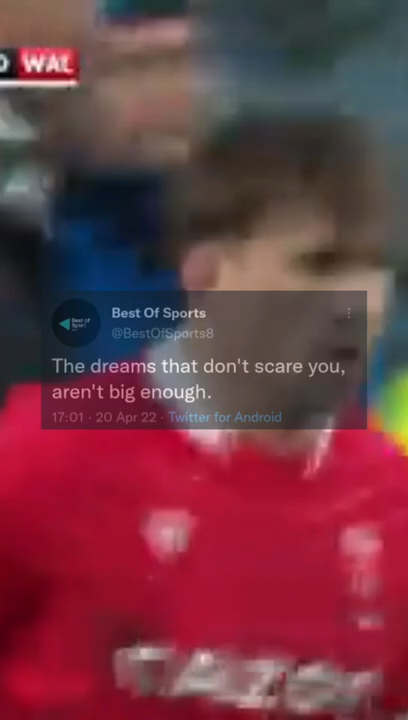 WAL
Best Of Sports
@BestOfSports8
The dreams that don't scare you,
aren't big enough.
17:01 · 20 Apr 22 · Twitter for Android